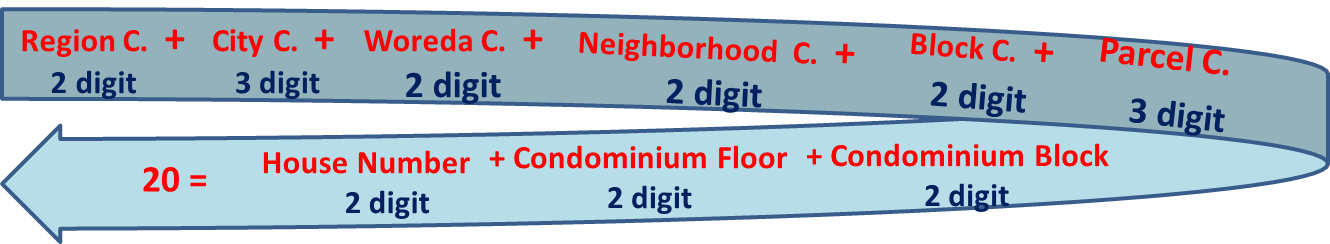 Region C. + City C. + Woreda C. + Neighborhood C. + Block C. + Parcel C.
2 digit 3 digit 2 digit 2 digit 2 digit 3 digit
20 = House Number + Condominium Floor + Condominium Block
2 digit 2 digit 2 digit